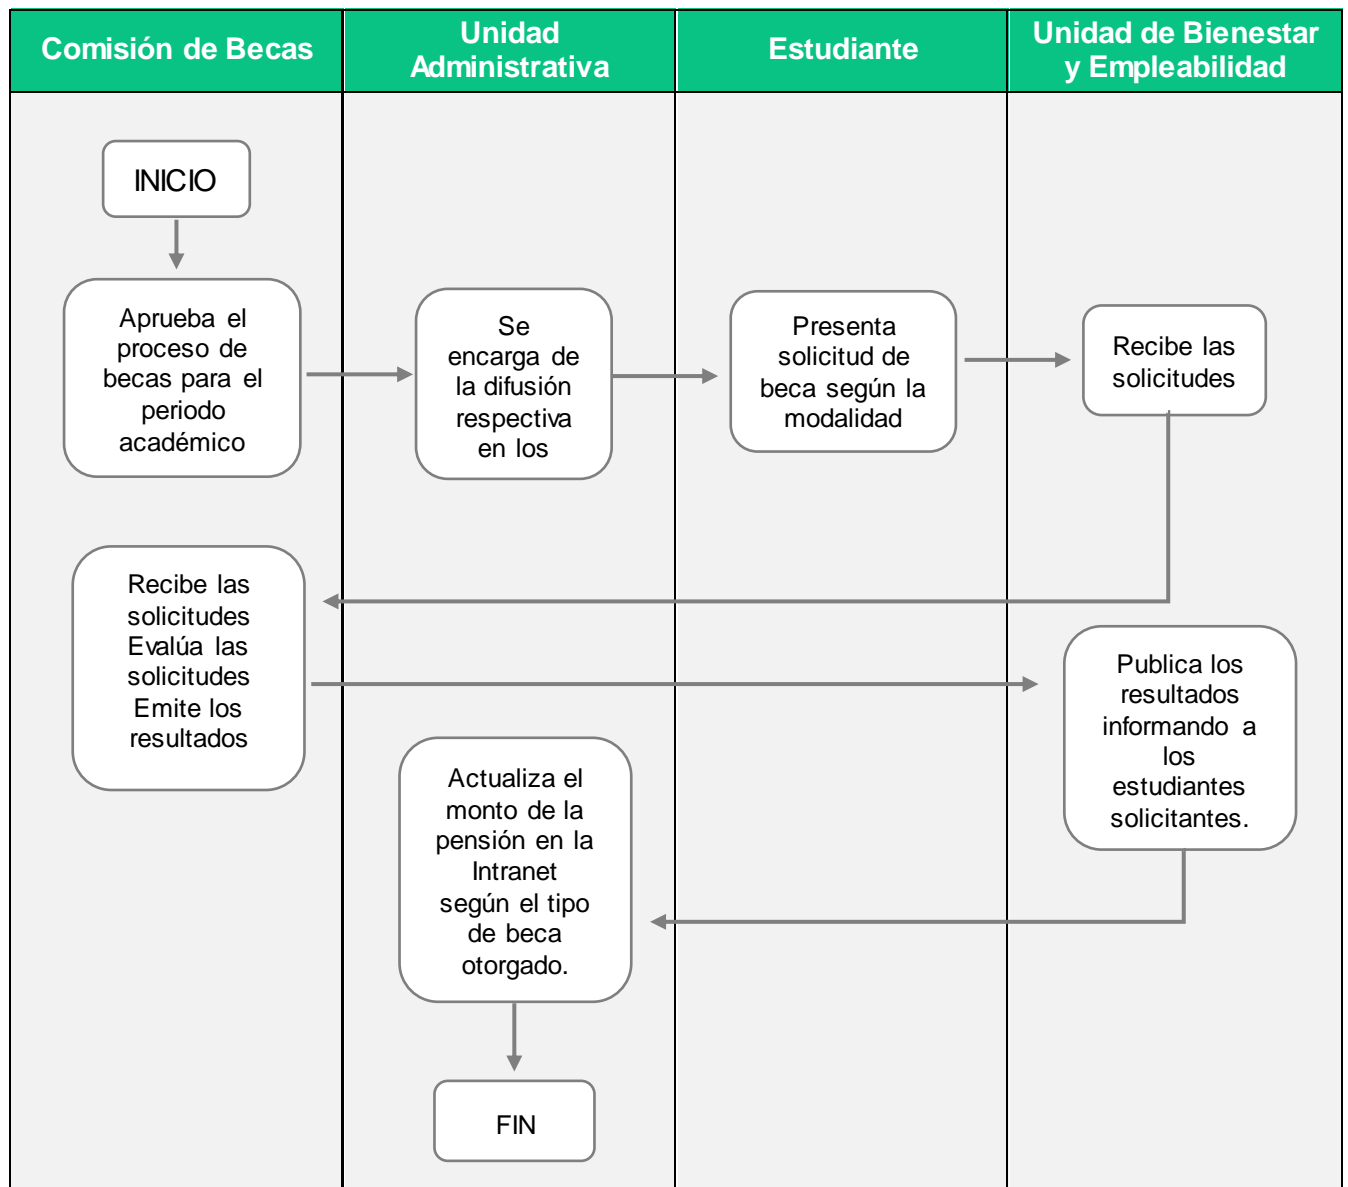 Comisión de Becas
Unidad
Administrativa
Estudiante
Unidad de Bienestar
y Empleabilidad
INICIO
Aprueba el
proceso de
becas para el
periodo
académico
Se
encarga de
la difusión
respectiva
en los
Presenta
solicitud de
beca según la
modalidad
Recibe las
solicitudes
Recibe las
solicitudes
Evalúa las
solicitudes
Emite los
resultados
Publica los
resultados
informando a
los
estudiantes
solicitantes.
Actualiza el
monto de la
pensión en la
Intranet
según el tipo
de beca
otorgado.
FIN